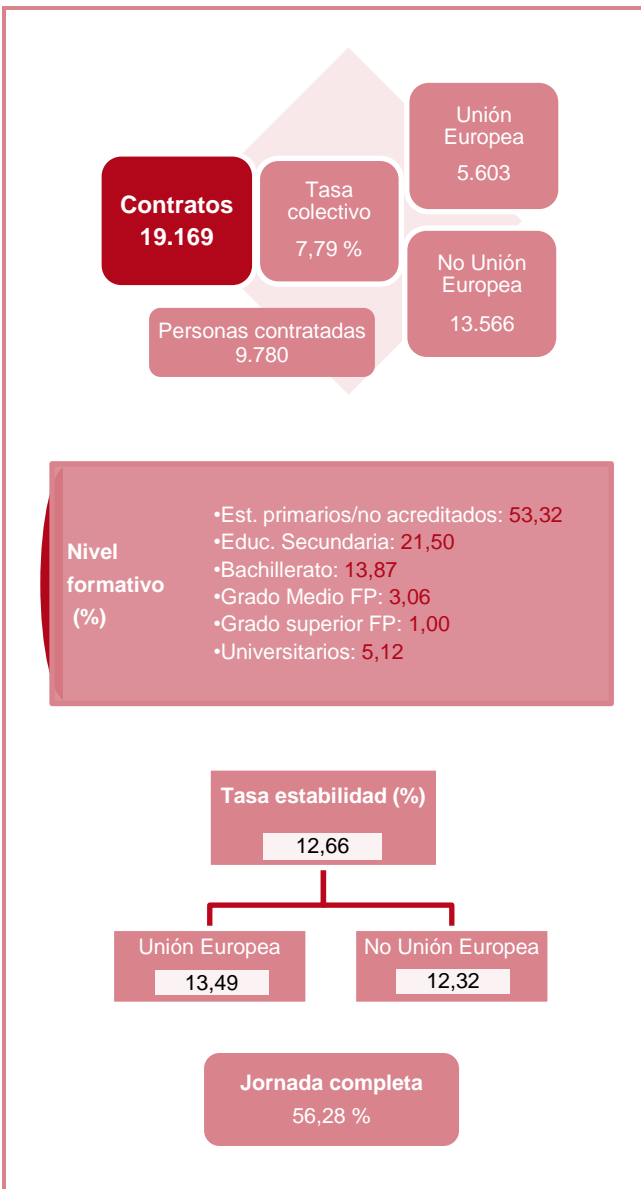 Contratos
19.169
Tasa
colectivo
7,79 %
Unión
Europea
5.603
No Unión
Europea
13.566
Personas contratadas
9.780
Nivel
formativo
(%)
•Est. primarios/no acreditados: 53,32
•Educ. Secundaria: 21,50
•Bachillerato: 13,87
•Grado Medio FP: 3,06
•Grado superior FP: 1,00
•Universitarios: 5,12
Tasa estabilidad (%)
12,66
Unión Europea
13,49
No Unión Europea
12,32
Jornada completa
56,28 %